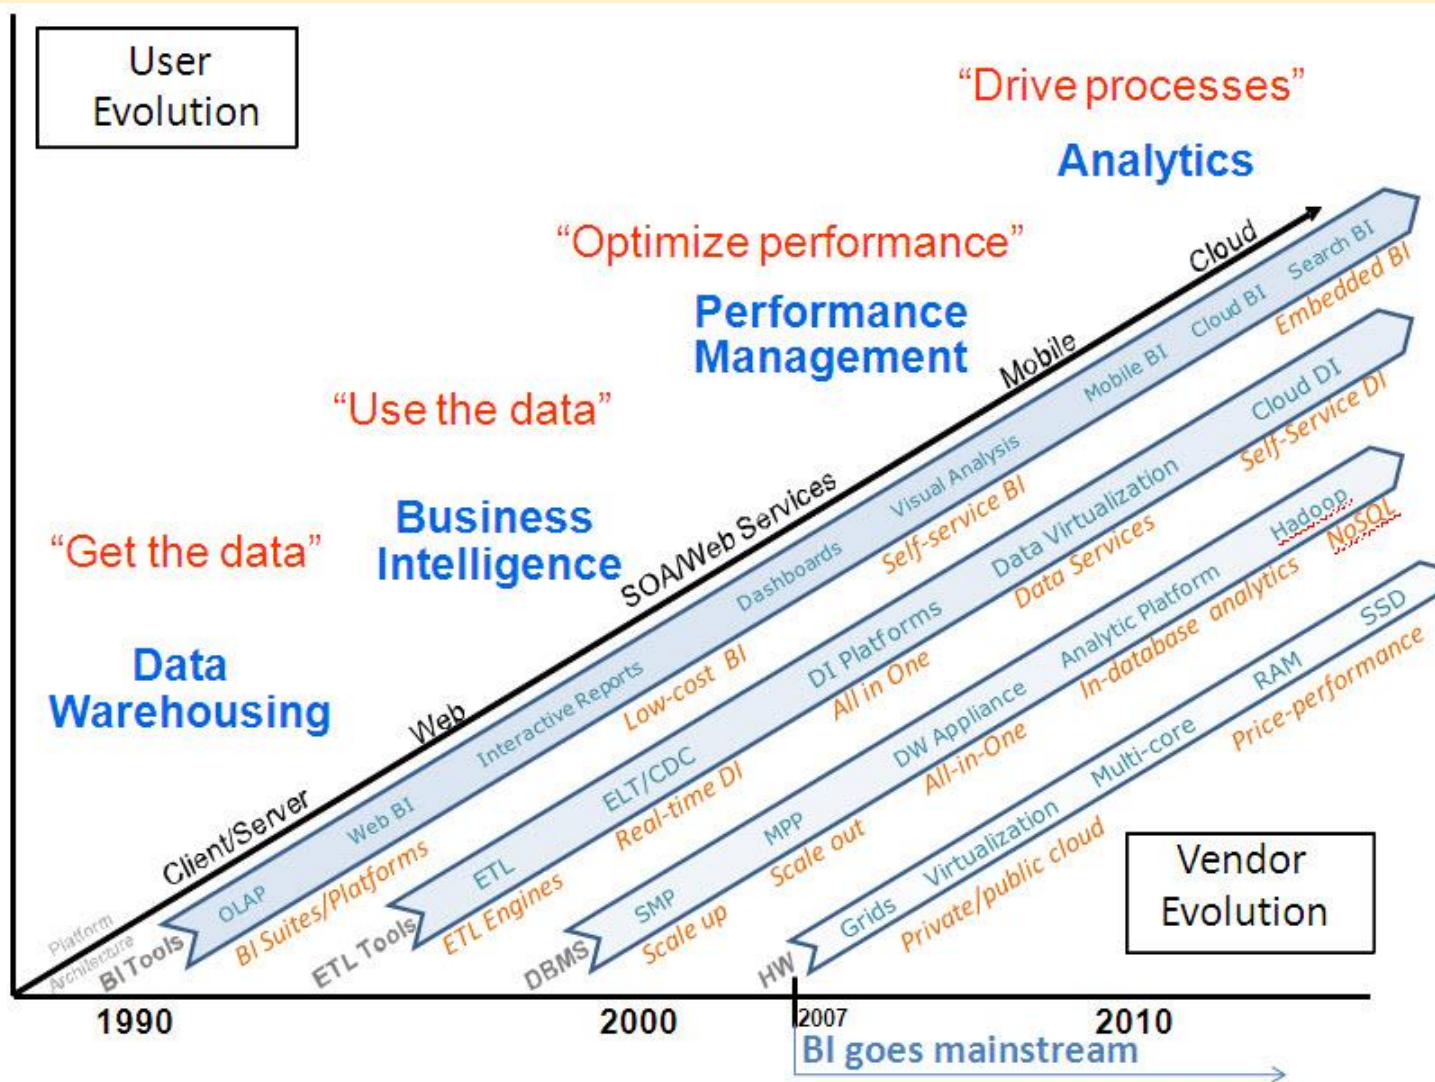 User
Evolution
“Drive processes”
Analytics
“Optimize performance”
Performance
Management
“Use the data”
Business
Intelligence
“Get the data”
Data
Warehousing
Platform
Architecture
Client/Server
Web
SOA/Web Services
Mobile
Cloud
BI Tools
OLAP
Web BI
Interactive Reports
Dashboards
Visual Analysis
Mobile BI
Cloud BI
Search BI
BI Suites/Platforms
Low-cost BI
Self-service BI
Embedded BI
ETL Tools
ETL
ELT/CDC
DI Platforms
Data Virtualization
Cloud DI
ETL Engines
Real-time DI
All in One
Data Services
Self-Service DI
DBMS
SMP
MPP
DW Appliance
Analytic Platform
Hadoop
Scale up
Scale out
All-in-One
In-database analytics
NoSQL
HW
Grids
Virtualization
Multi-core
RAM
SSD
Private/public cloud
Price-performance
Vendor
Evolution
1990
2000
2007
2010
BI goes mainstream